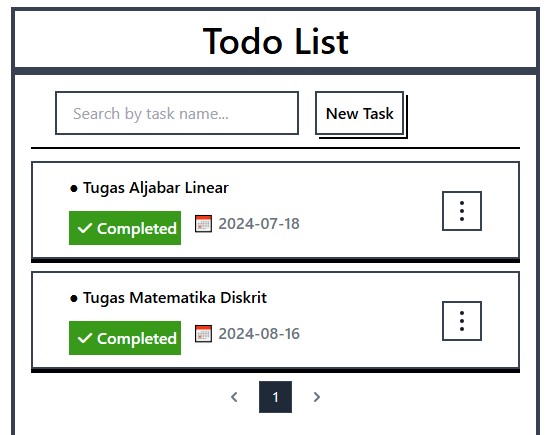 Todo List
Search by task name...
New Task
● Tugas Aljabar Linear
✓ Completed 2024-07-18
● Tugas Matematika Diskrit
✓ Completed 2024-08-16
1